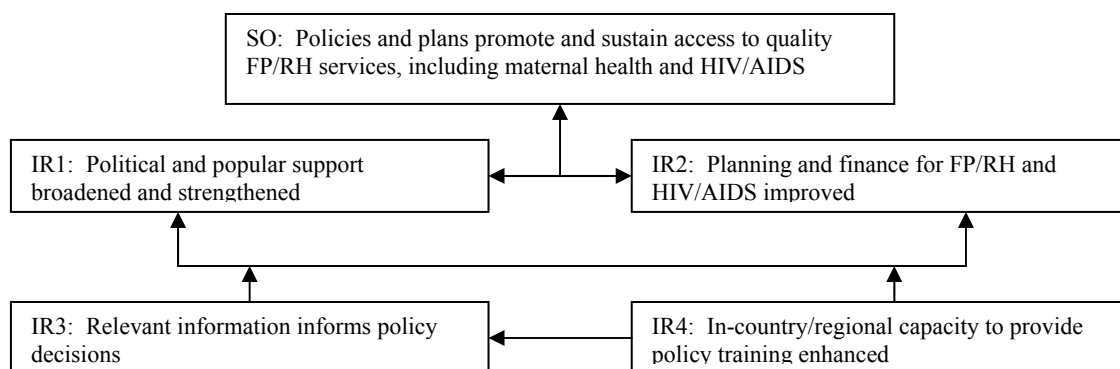 SO: Policies and plans promote and sustain access to quality
FP/RH services, including maternal health and HIV/AIDS
IR1: Political and popular support
broadened and strengthened
IR2: Planning and finance for FP/RH and
HIV/AIDS improved
IR3: Relevant information informs policy
decisions
IR4: In-country/regional capacity to provide
policy training enhanced